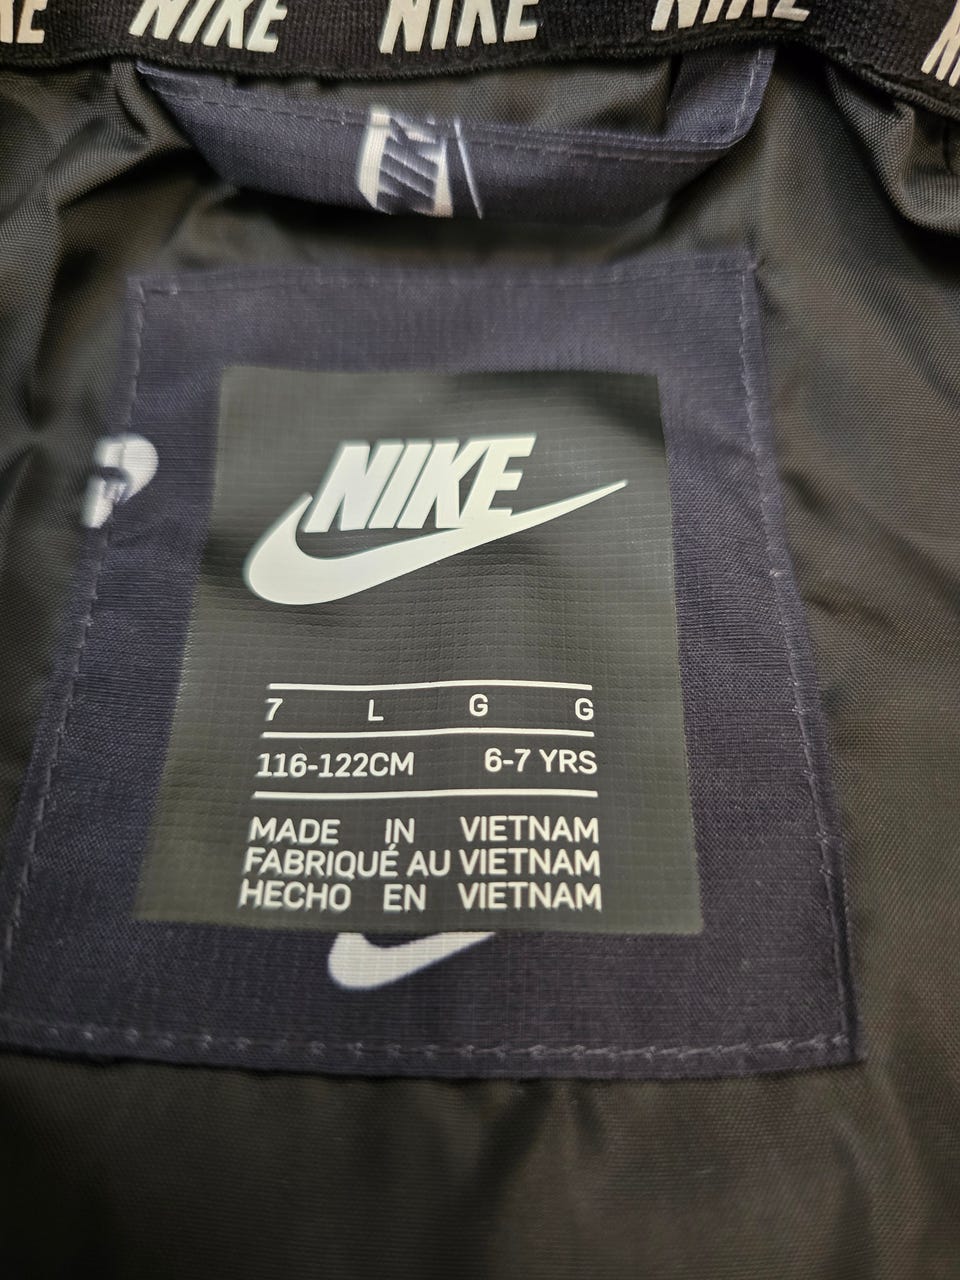 NIKE NIKE NIKE
NIKE
7 L G G
116-122CM 6-7 YRS
MADE IN VIETNAM
FABRIQUÉ AU VIETNAM
HECHO EN VIETNAM